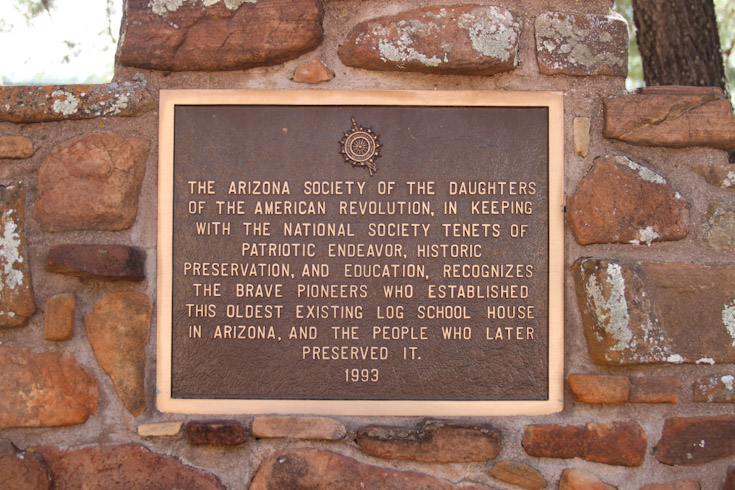 THE ARIZONA SOCIETY OF THE DAUGHTERS
OF THE AMERICAN REVOLUTION, IN KEEPING
WITH THE NATIONAL SOCIETY TENETS OF
PATRIOTIC ENDEAVOR, HISTORIC
PRESERVATION, AND EDUCATION, RECOGNIZES
THE BRAVE PIONEERS WHO ESTABLISHED
THIS OLDEST EXISTING LOG SCHOOL HOUSE
IN ARIZONA, AND THE PEOPLE WHO LATER
PRESERVED IT.
1993